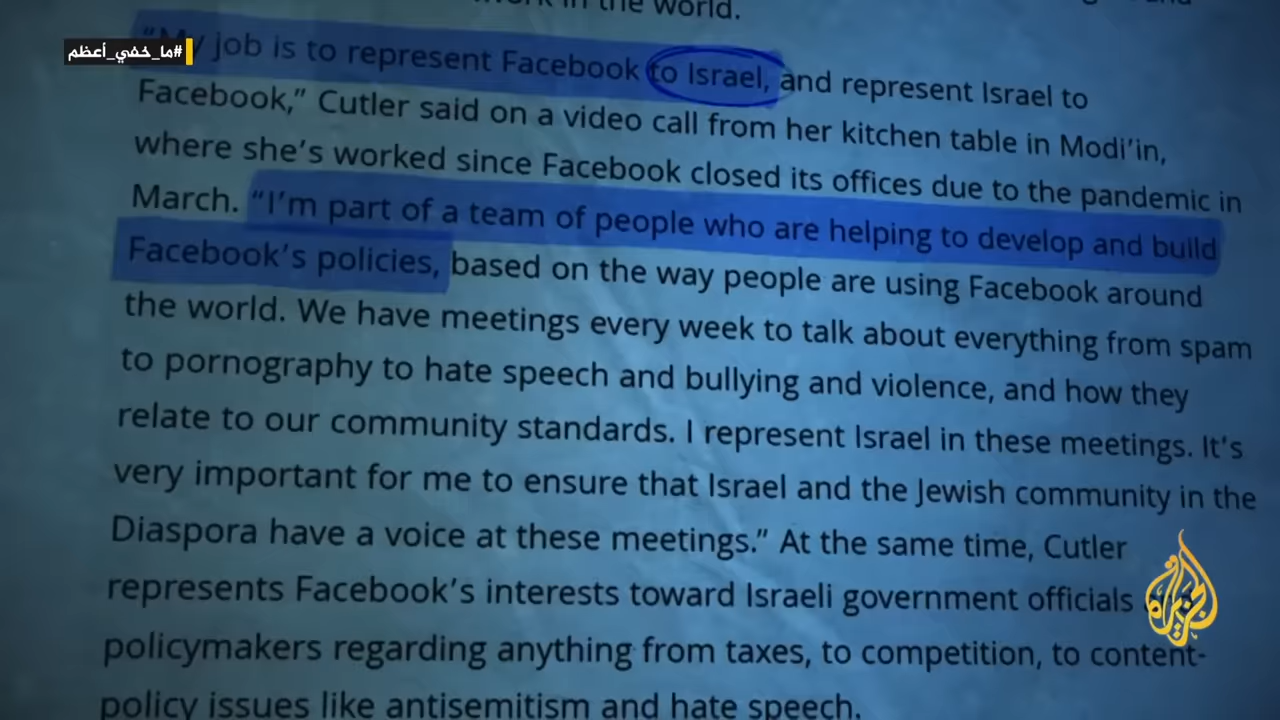 in the world.
#ما_خفي_أعظم
“My job is to represent Facebook to Israel, and represent Israel to
Facebook,” Cutler said on a video call from her kitchen table in Modi’in,
where she’s worked since Facebook closed its offices due to the pandemic in
March. “I’m part of a team of people who are helping to develop and build
Facebook’s policies, based on the way people are using Facebook around
the world. We have meetings every week to talk about everything from spam
to pornography to hate speech and bullying and violence, and how they
relate to our community standards. I represent Israel in these meetings. It’s
very important for me to ensure that Israel and the Jewish community in the
Diaspora have a voice at these meetings.” At the same time, Cutler
represents Facebook’s interests toward Israeli government officials
policymakers regarding anything from taxes, to competition, to content-
policy issues like antisemitism and hate speech.
الجزيرة